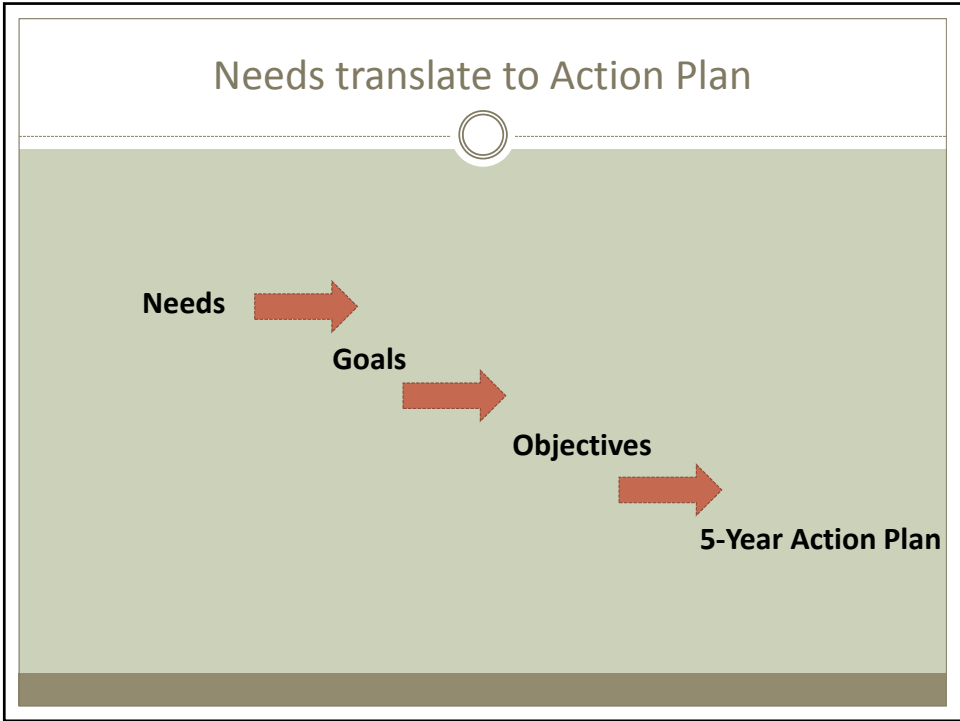 Needs translate to Action Plan
Needs
Goals
Objectives
5-Year Action Plan